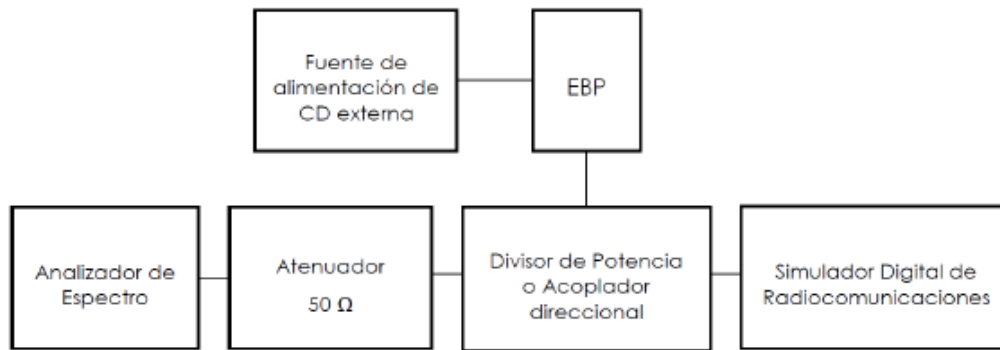 Fuente de
alimentación de
CD externa
EBP
Analizador de
Espectro
Atenuador
50 Ω
Divisor de Potencia
o Acoplador
direccional
Simulador Digital de
Radiocomunicaciones